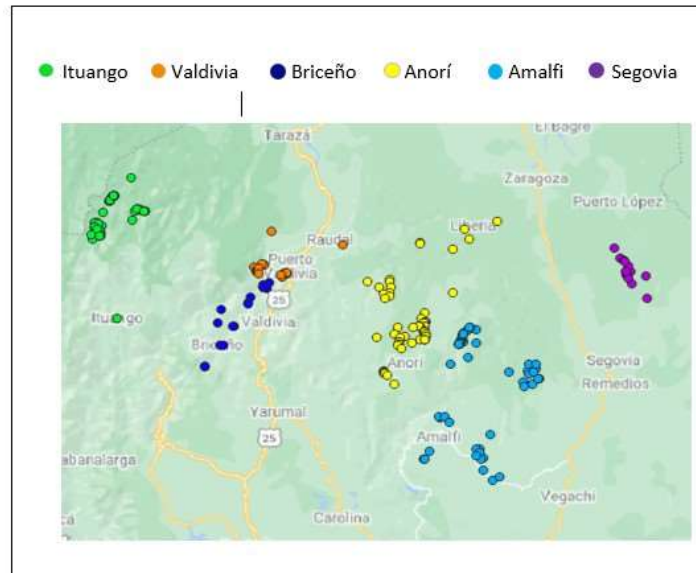 Ituango Valdivia Briceño Anorí Amalfi Segovia
Tarazá
El Bagre
Zaragoza
Puerto López
Liberia
Raudal
Puerto
Valdivia
25
Ituango
Valdivia
Briceño
Anorí
Segovia
Remedios
Yarumal
25
Amalfi
abanalarga
Vegachí
Carolina